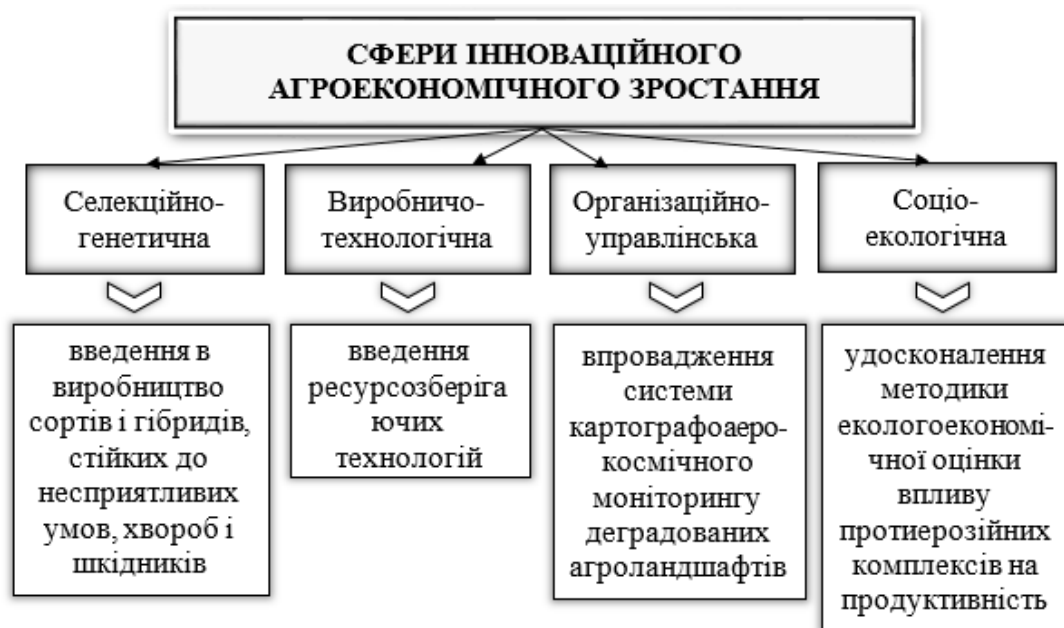 СФЕРИ ІННОВАЦІЙНОГО
АГРОЕКОНОМІЧНОГО ЗРОСТАННЯ
Селекційно-
генетична
Виробничо-
технологічна
Організаційно-
управлінська
Соціо-
екологічна
введення в
виробництво
сортів і гібридів,
стійких до
несприятливих
умов, хвороб і
шкідників
введення
ресурсозберіга
ючих
технологій
впровадження
системи
картографоаеро-
космічного
моніторингу
деградованих
агроландшафтів
удосконалення
методики
екологоекономі-
чної оцінки
впливу
протиерозійних
комплексів на
продуктивність